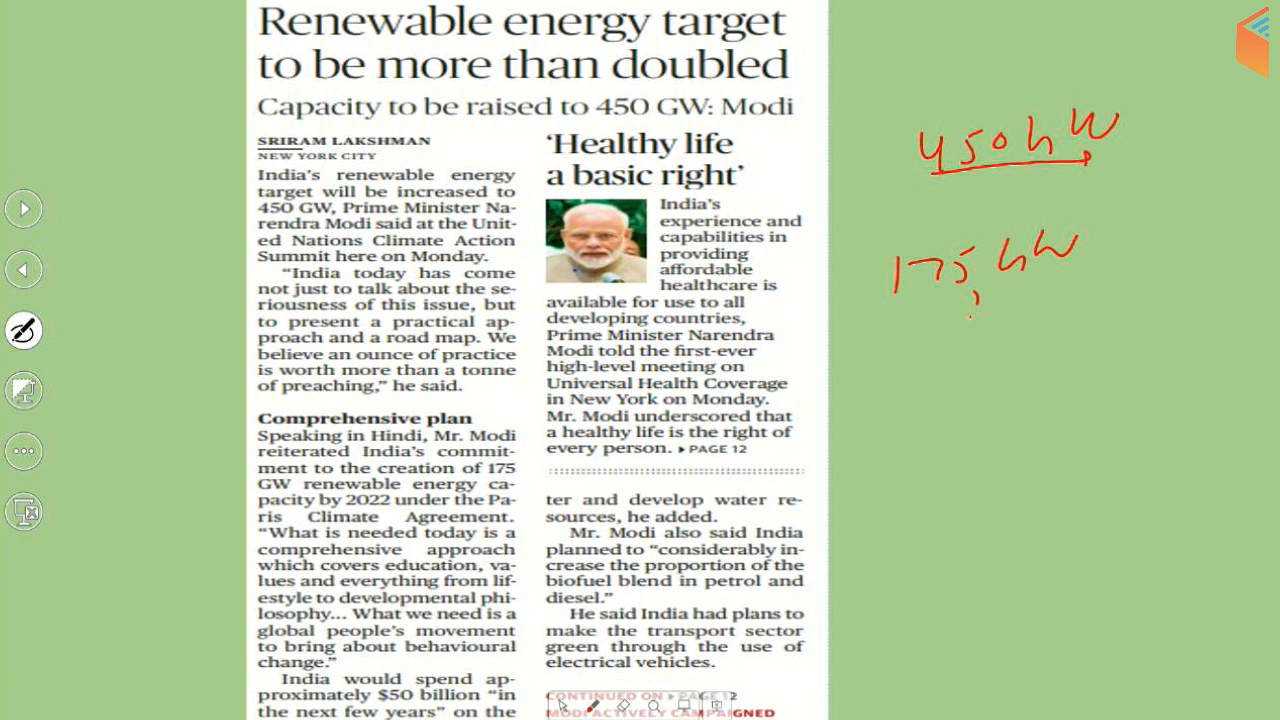 Renewable energy target
to be more than doubled
Capacity to be raised to 450 GW: Modi
SRIRAM LAKSHMAN
NEW YORK CITY
India's renewable energy
target will be increased to
450 GW, Prime Minister Na-
rendra Modi said at the Unit-
ed Nations Climate Action
Summit here on Monday.
"India today has come
not just to talk about the se-
riousness of this issue, but
to present a practical ap-
proach and a road map. We
believe an ounce of practice
is worth more than a tonne
of preaching," he said.
Comprehensive plan
Speaking in Hindi, Mr. Modi
reiterated India's commit-
ment to the creation of 175
GW renewable energy ca-
pacity by 2022 under the Pa-
ris Climate Agreement.
"What is needed today is a
comprehensive approach
which covers education, va-
lues and everything from lif-
estyle to developmental phi-
losophy... What we need is a
global people's movement
to bring about behavioural
change."
India would spend ap-
proximately $50 billion "in
the next few years" on the
'Healthy life
a basic right'
India's
experience and
capabilities in
providing
affordable
healthcare is
available for use to all
developing countries,
Prime Minister Narendra
Modi told the first-ever
high-level meeting on
Universal Health Coverage
in New York on Monday.
Mr. Modi underscored that
a healthy life is the right of
every person. ▸ PAGE 12
ter and develop water re-
sources, he added.
Mr. Modi also said India
planned to "considerably in-
crease the proportion of the
biofuel blend in petrol and
diesel."
He said India had plans to
make the transport sector
green through the use of
electrical vehicles.
CONTINUED ON ▸ PAGE 12
MODI ACTIVELY CAMPAIGNED
450 GW
175 GW
?